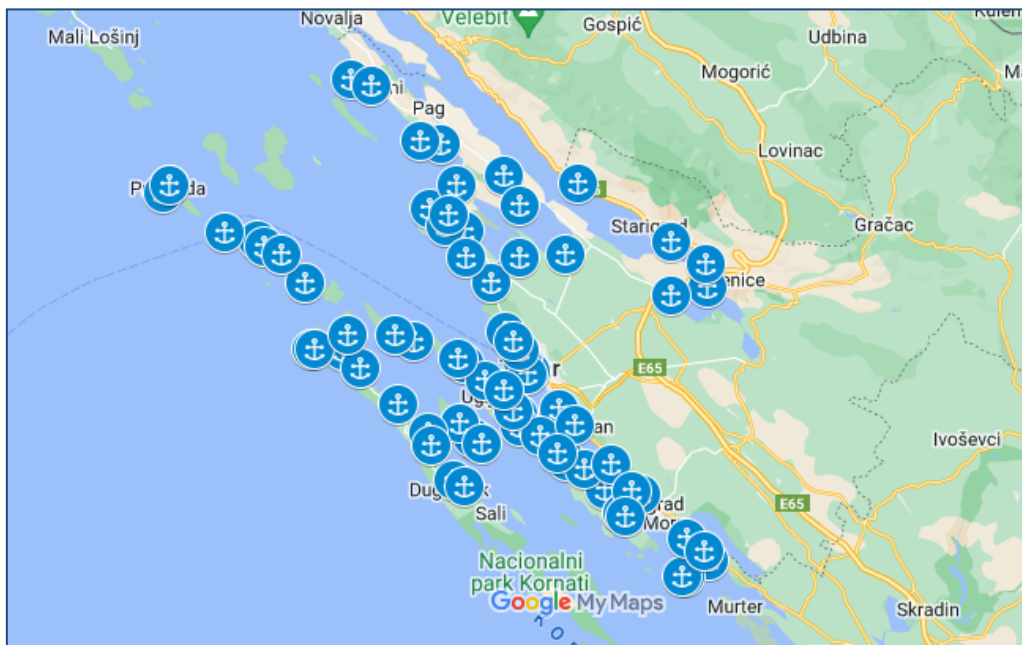 Novalja
Velebit
Gospić
Mali Lošinj
Udbina
Mogorić
Pag
Lovinac
Gračac
E65
Ivoševci
E65
Sali
Nacionalni
park Kornati
Google My Maps
Murter
Skradin